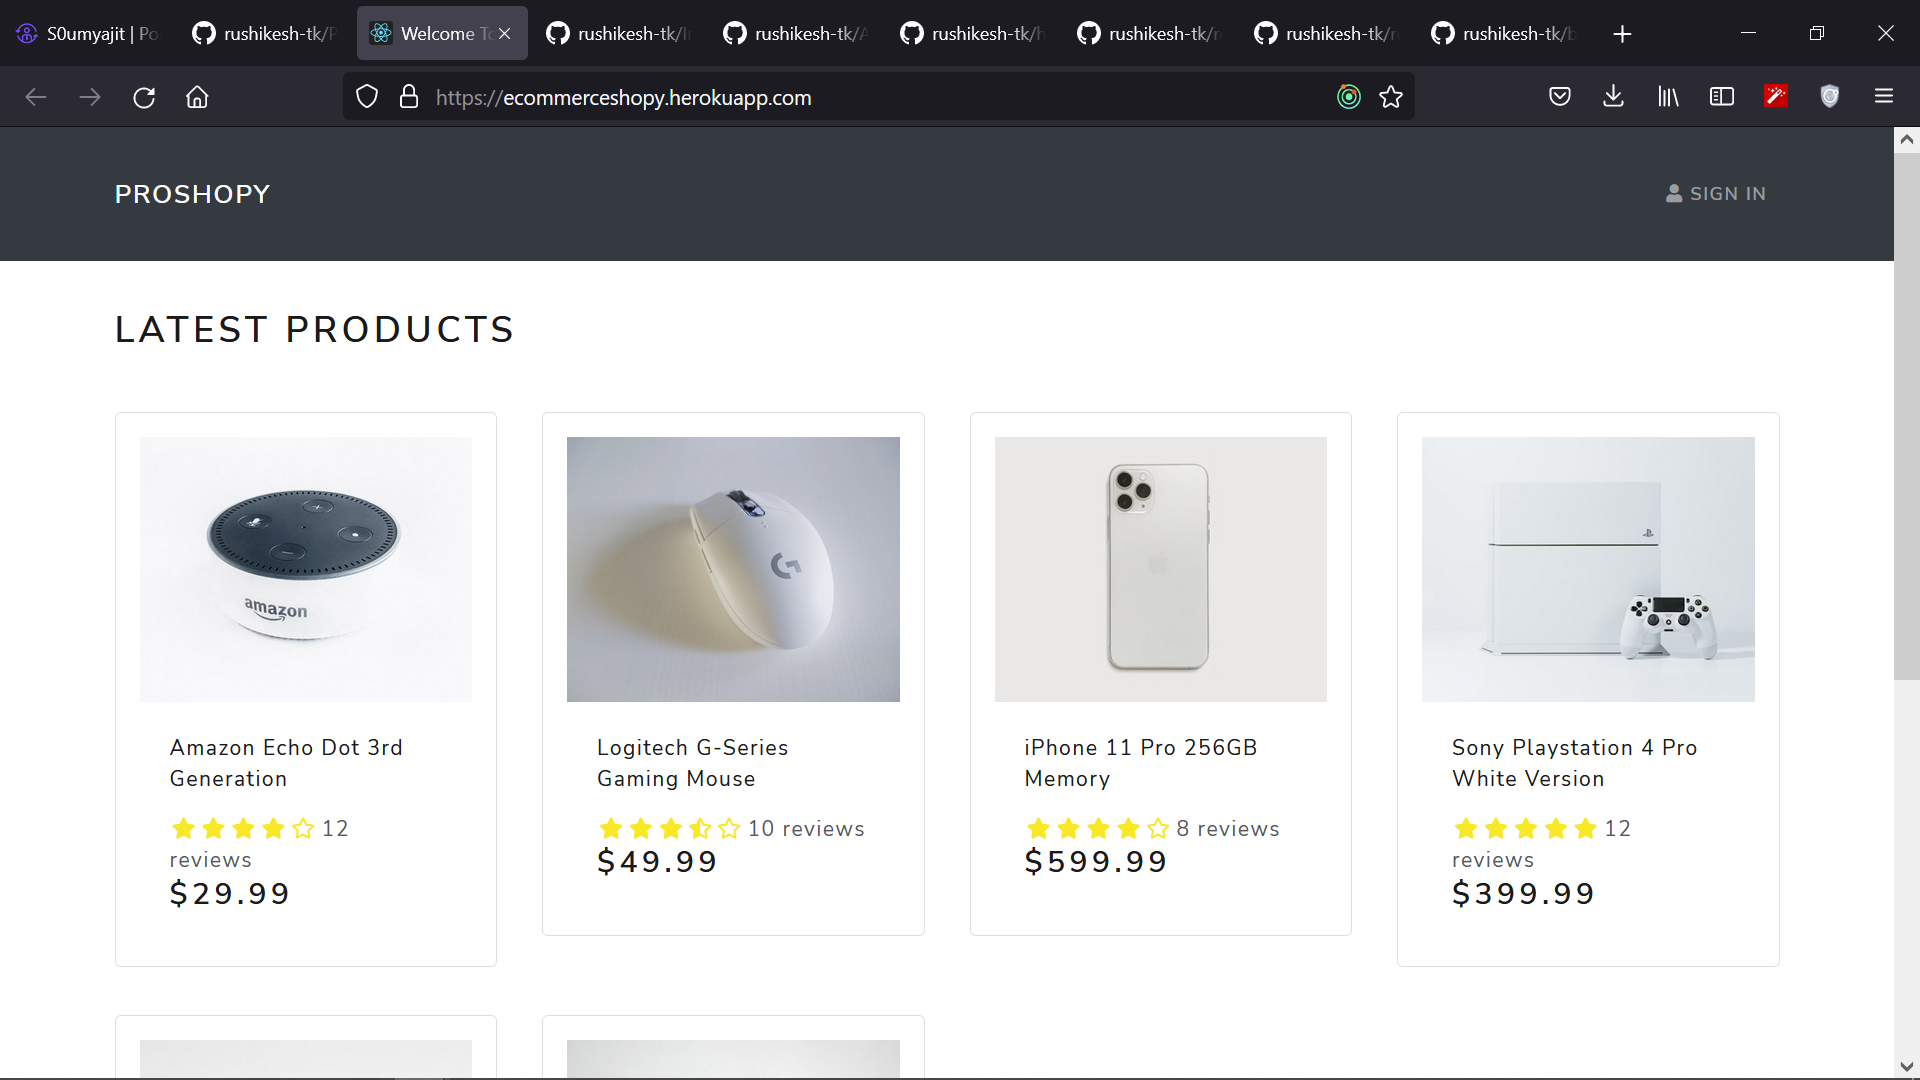 S0umyajit | Po
rushikesh-tk/P
Welcome To
rushikesh-tk/
rushikesh-tk/
rushikesh-tk/h
rushikesh-tk/r
rushikesh-tk/r
rushikesh-tk/b
https://ecommerceshopy.herokuapp.com
PROSHOPY
SIGN IN
LATEST PRODUCTS
amazon
G
Amazon Echo Dot 3rd
Generation
12
reviews
$29.99
Logitech G-Series
Gaming Mouse
10 reviews
$49.99
iPhone 11 Pro 256GB
Memory
8 reviews
$599.99
Sony Playstation 4 Pro
White Version
12
reviews
$399.99